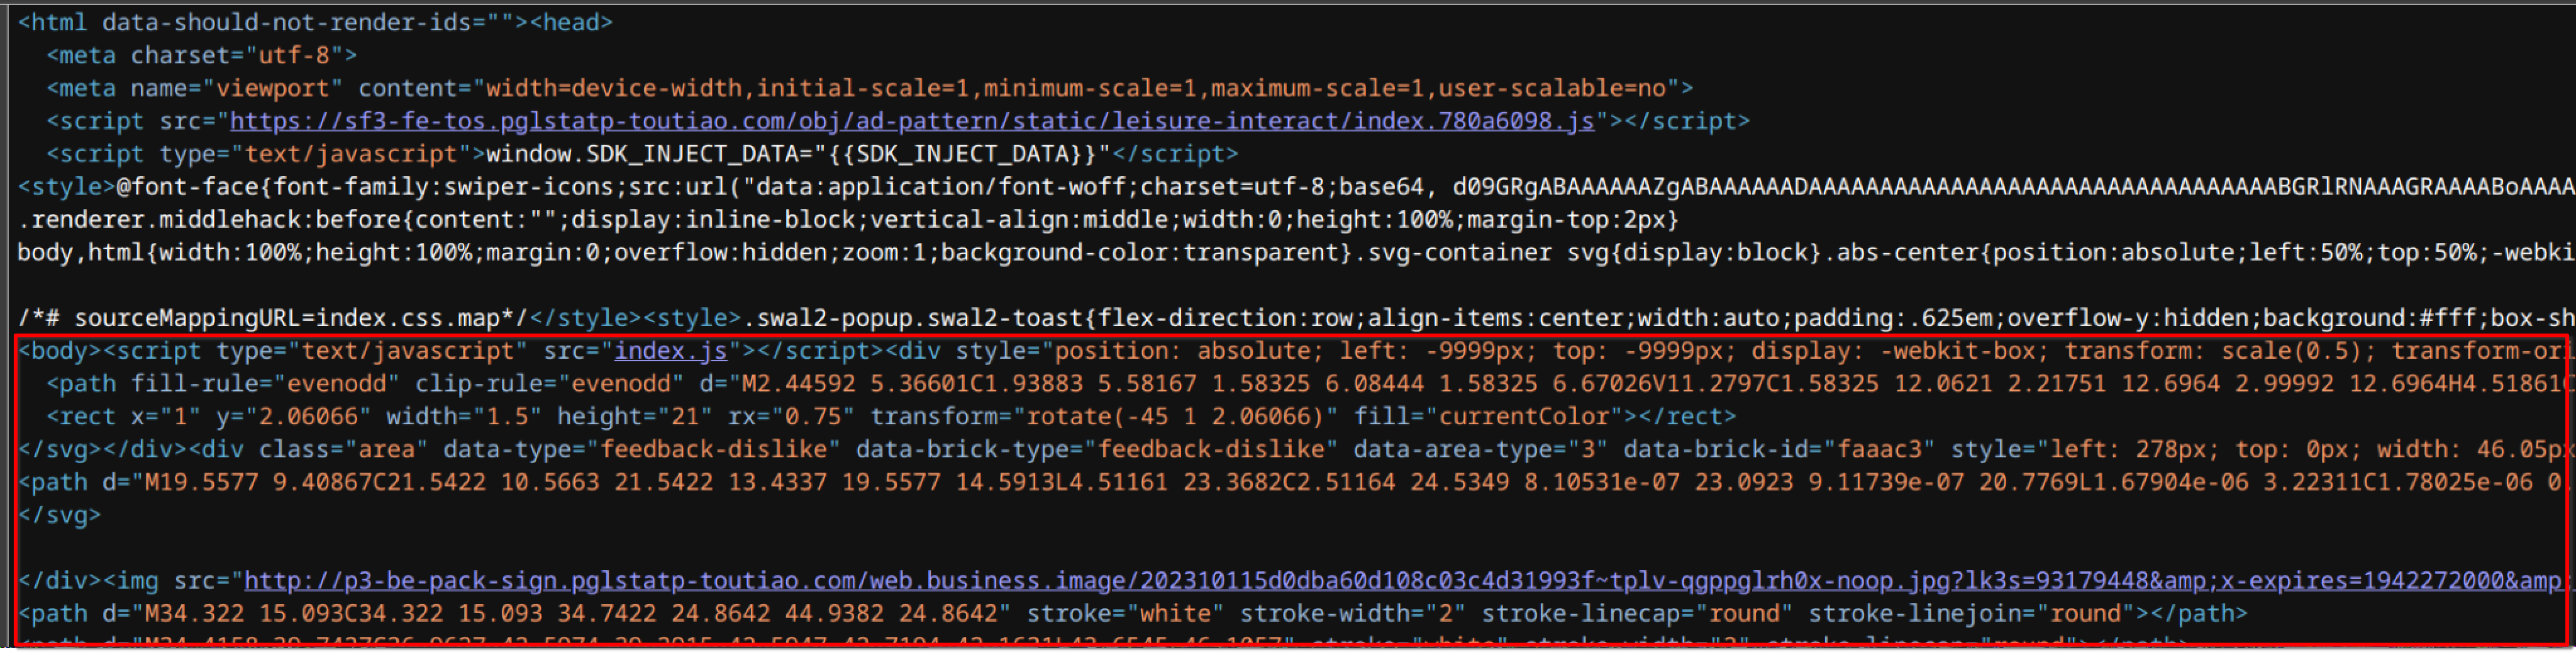 <html data-should-not-render-ids=""><head>
<meta charset="utf-8">
<meta name="viewport" content="width=device-width,initial-scale=1,minimum-scale=1,maximum-scale=1,user-scalable=no">
<script src="https://sf3-fe-tos.pglstatp-toutiao.com/obj/ad-pattern/static/leisure-interact/index.780a6098.js"></script>
<script type="text/javascript">window.SDK_INJECT_DATA="{{SDK_INJECT_DATA}}"</script>
<style>@font-face{font-family:swiper-icons;src:url("data:application/font-woff;charset=utf-8;base64,
.renderer.middlehack:before{content:"";display:inline-block;vertical-align:middle;width:0;height:100%;margin-top:2px}
body,html{width:100%;height:100%;margin:0;overflow:hidden;zoom:1;background-color:transparent}.svg-container svg{display:block}.abs-center{position:absolute;left:50%;top:50%;-webki
/*# sourceMappingURL=index.css.map*/</style><style>.swal2-popup.swal2-toast{flex-direction:row;align-items:center;width:auto;padding:.625em;overflow-y:hidden;background:#fff;box-sh
<body><script type="text/javascript" src="index.js"></script><div style="position: absolute; left: -9999px; top: -9999px; display: -webkit-box; transform: scale(0.5); transform-ori
<path fill-rule="evenodd" clip-rule="evenodd" d="M2.44592 5.36601C1.93883 5.58167 1.58325 6.08444 1.58325 6.67026V11.2797C1.58325 12.0621 2.21751 12.6964 2.99992 12.6964H4.51861C
<rect x="1" y="2.06066" width="1.5" height="21" rx="0.75" transform="rotate(-45 1 2.06066)" fill="currentColor"></rect>
</svg></div><div class="area" data-type="feedback-dislike" data-brick-type="feedback-dislike" data-area-type="3" data-brick-id="faaac3" style="left: 278px; top: 0px; width: 46.05px
<path d="M19.5577 9.40867C21.5422 10.5663 21.5422 13.4337 19.5577 14.5913L4.51161 23.3682C2.51164 24.5349 8.10531e-07 23.0923 9.11739e-07 20.7769L1.67904e-06 3.22311C1.78025e-06 0
</svg>
</div><img src="http://p3-be-pack-sign.pglstatp-toutiao.com/web.business.image/202310115d0dba60d108c03c4d31993f~tplv-qgppglrh0x-noop.jpg?lk3s=93179448&amp;x-expires=1942272000&amp;
<path d="M34.322 15.093C34.322 15.093 34.7422 24.8642 44.9382 24.8642" stroke="white" stroke-width="2" stroke-linecap="round" stroke-linejoin="round"></path>